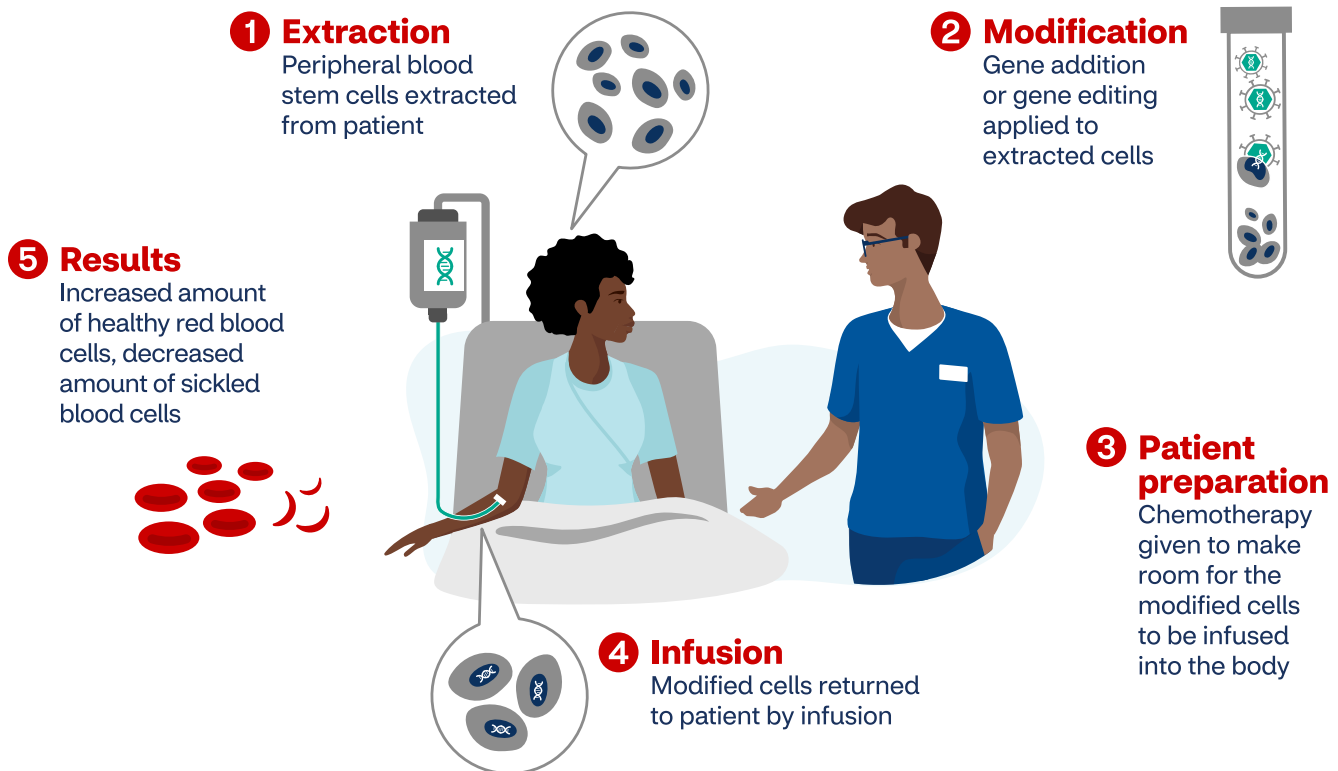 1 Extraction
Peripheral blood
stem cells extracted
from patient
2 Modification
Gene addition
or gene editing
applied to
extracted cells
3 Patient
preparation
Chemotherapy
given to make
room for the
modified cells
to be infused
into the body
4 Infusion
Modified cells returned
to patient by infusion
5 Results
Increased amount
of healthy red blood
cells, decreased
amount of sickled
blood cells